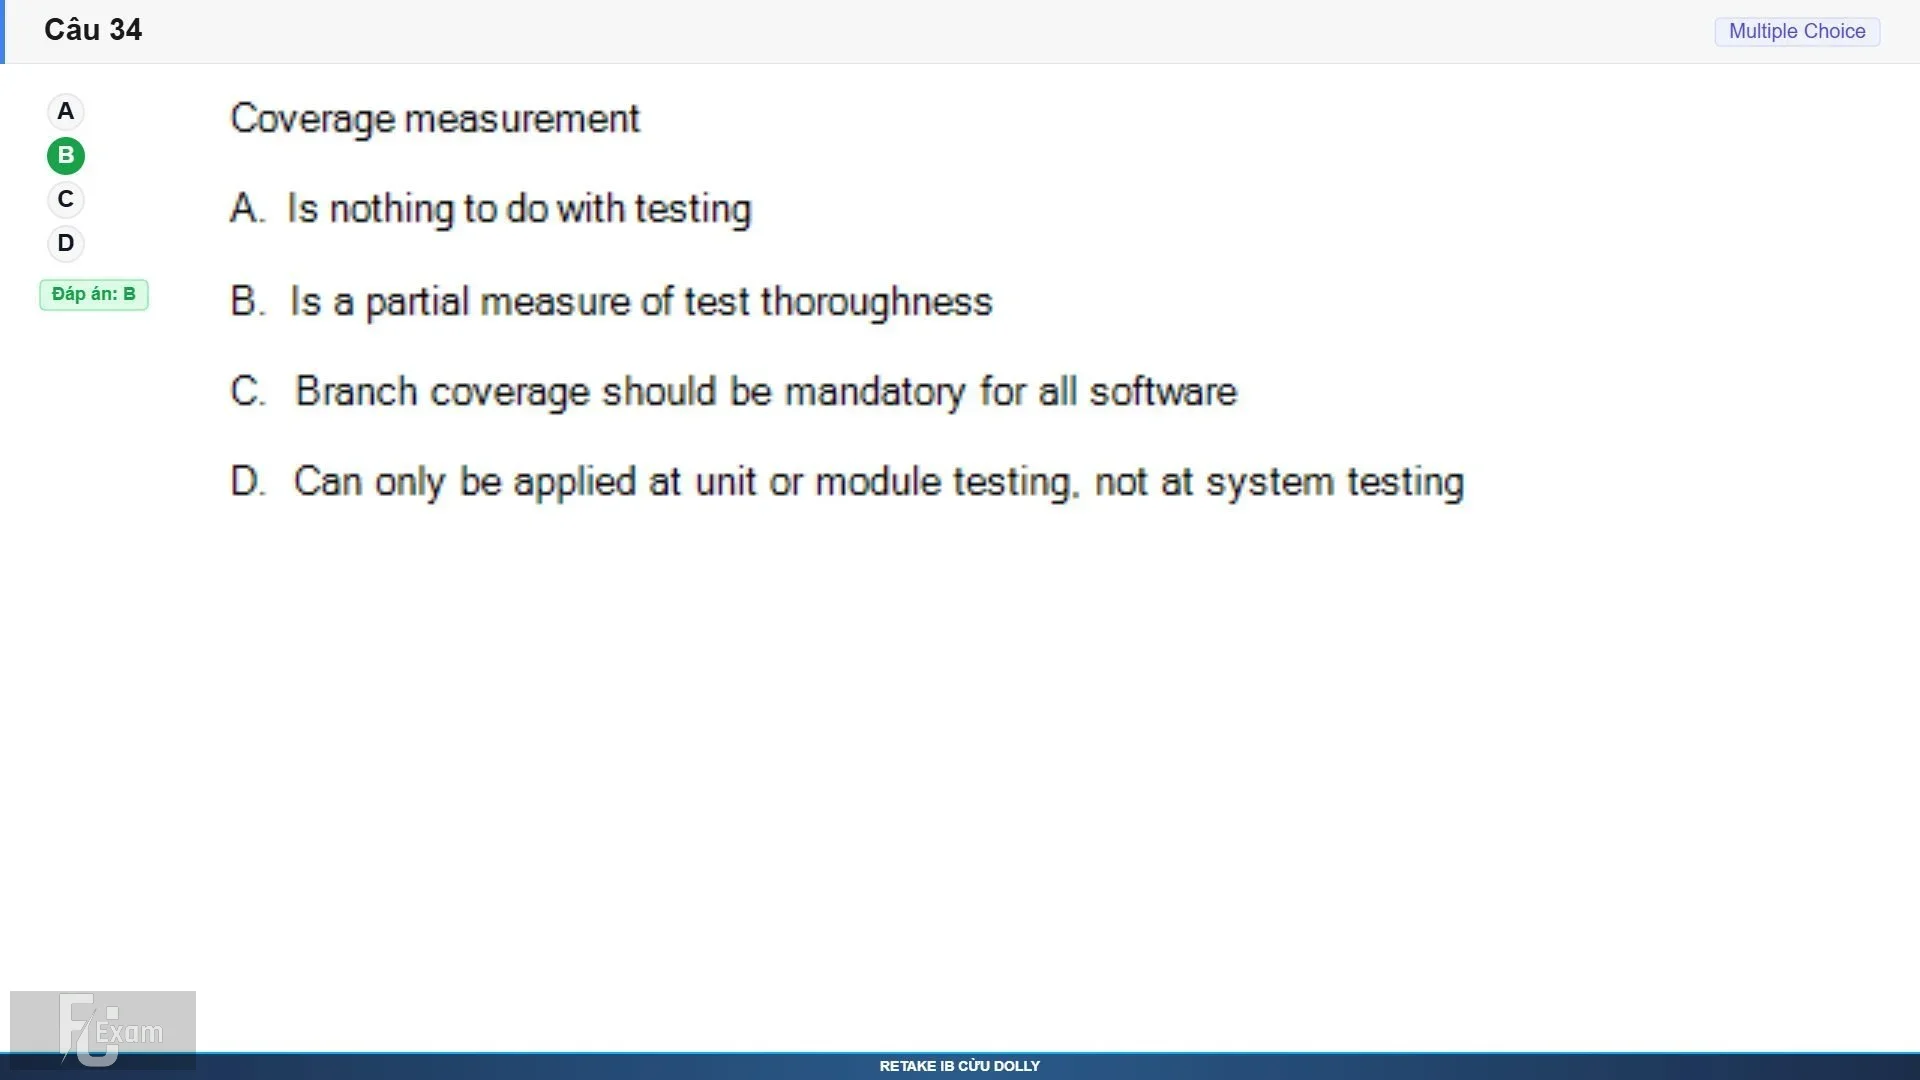 Câu 34
Multiple Choice
A
B
C
D
Đáp án: B
Coverage measurement
A. Is nothing to do with testing
B. Is a partial measure of test thoroughness
C. Branch coverage should be mandatory for all software
D. Can only be applied at unit or module testing, not at system testing
FU Exam
RETAKE IB CỪU DOLLY